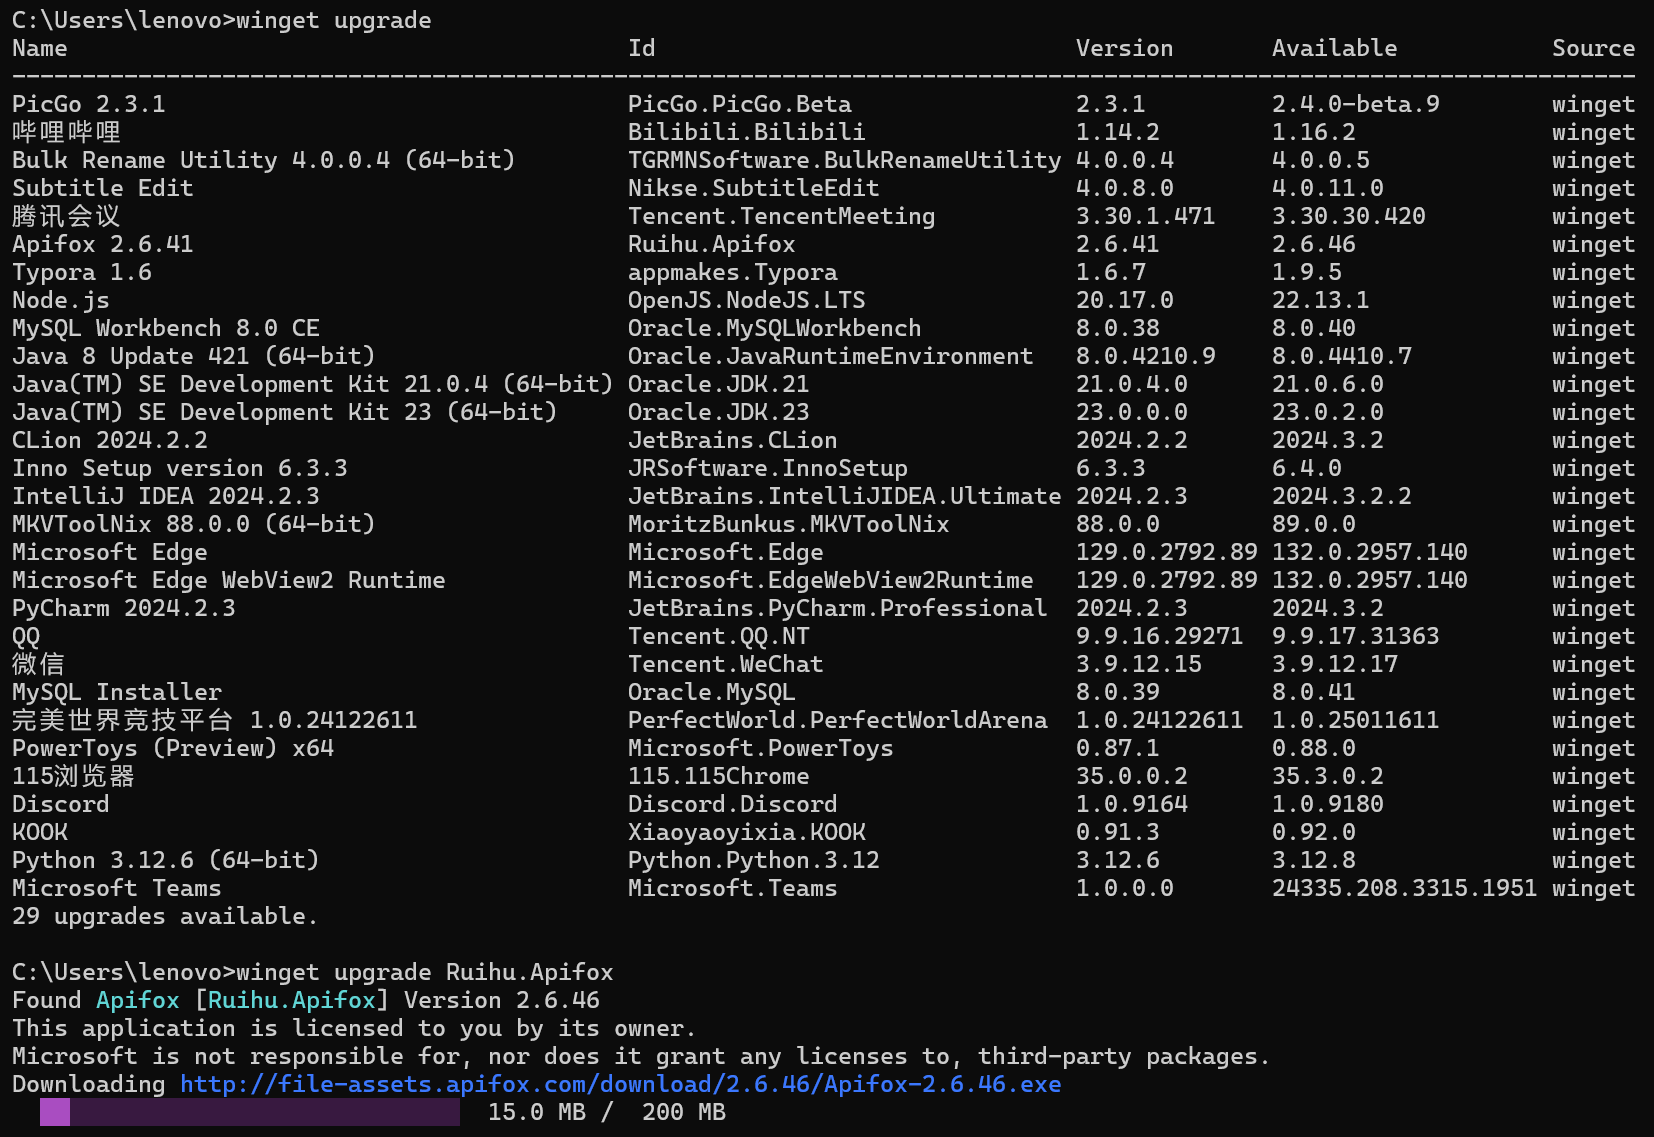 C:\Users\lenovo>winget upgrade
Name Id Version Available Source
--------------------------------------------------------------------------------------------------------------------
PicGo 2.3.1 PicGo.PicGo.Beta 2.3.1 2.4.0-beta.9 winget
哔哩哔哩 Bilibili.Bilibili 1.14.2 1.16.2 winget
Bulk Rename Utility 4.0.0.4 (64-bit) TGRMNSoftware.BulkRenameUtility 4.0.0.4 4.0.0.5 winget
Subtitle Edit Nikse.SubtitleEdit 4.0.8.0 4.0.11.0 winget
腾讯会议 Tencent.TencentMeeting 3.30.1.471 3.30.30.420 winget
Apifox 2.6.41 Ruihu.Apifox 2.6.41 2.6.46 winget
Typora 1.6 appmakes.Typora 1.6.7 1.9.5 winget
Node.js OpenJS.NodeJS.LTS 20.17.0 22.13.1 winget
MySQL Workbench 8.0 CE Oracle.MySQLWorkbench 8.0.38 8.0.40 winget
Java 8 Update 421 (64-bit) Oracle.JavaRuntimeEnvironment 8.0.4210.9 8.0.4410.7 winget
Java(TM) SE Development Kit 21.0.4 (64-bit) Oracle.JDK.21 21.0.4.0 21.0.6.0 winget
Java(TM) SE Development Kit 23 (64-bit) Oracle.JDK.23 23.0.0.0 23.0.2.0 winget
CLion 2024.2.2 JetBrains.CLion 2024.2.2 2024.3.2 winget
Inno Setup version 6.3.3 JRSoftware.InnoSetup 6.3.3 6.4.0 winget
IntelliJ IDEA 2024.2.3 JetBrains.IntelliJIDEA.Ultimate 2024.2.3 2024.3.2.2 winget
MKVToolNix 88.0.0 (64-bit) MoritzBunkus.MKVToolNix 88.0.0 89.0.0 winget
Microsoft Edge Microsoft.Edge 129.0.2792.89 132.0.2957.140 winget
Microsoft Edge WebView2 Runtime Microsoft.EdgeWebView2Runtime 129.0.2792.89 132.0.2957.140 winget
PyCharm 2024.2.3 JetBrains.PyCharm.Professional 2024.2.3 2024.3.2 winget
QQ Tencent.QQ.NT 9.9.16.29271 9.9.17.31363 winget
微信 Tencent.WeChat 3.9.12.15 3.9.12.17 winget
MySQL Installer Oracle.MySQL 8.0.39 8.0.41 winget
完美世界竞技平台 1.0.24122611 PerfectWorld.PerfectWorldArena 1.0.24122611 1.0.25011611 winget
PowerToys (Preview) x64 Microsoft.PowerToys 0.87.1 0.88.0 winget
115浏览器 115.115Chrome 35.0.0.2 35.3.0.2 winget
Discord Discord.Discord 1.0.9164 1.0.9180 winget
KOOK Xiaoyaoyixia.KOOK 0.91.3 0.92.0 winget
Python 3.12.6 (64-bit) Python.Python.3.12 3.12.6 3.12.8 winget
Microsoft Teams Microsoft.Teams 1.0.0.0 24335.208.3315.1951 winget
29 upgrades available.
C:\Users\lenovo>winget upgrade Ruihu.Apifox
Found Apifox [Ruihu.Apifox] Version 2.6.46
This application is licensed to you by its owner.
Microsoft is not responsible for, nor does it grant any licenses to, third-party packages.
Downloading http://file-assets.apifox.com/download/2.6.46/Apifox-2.6.46.exe
15.0 MB / 200 MB